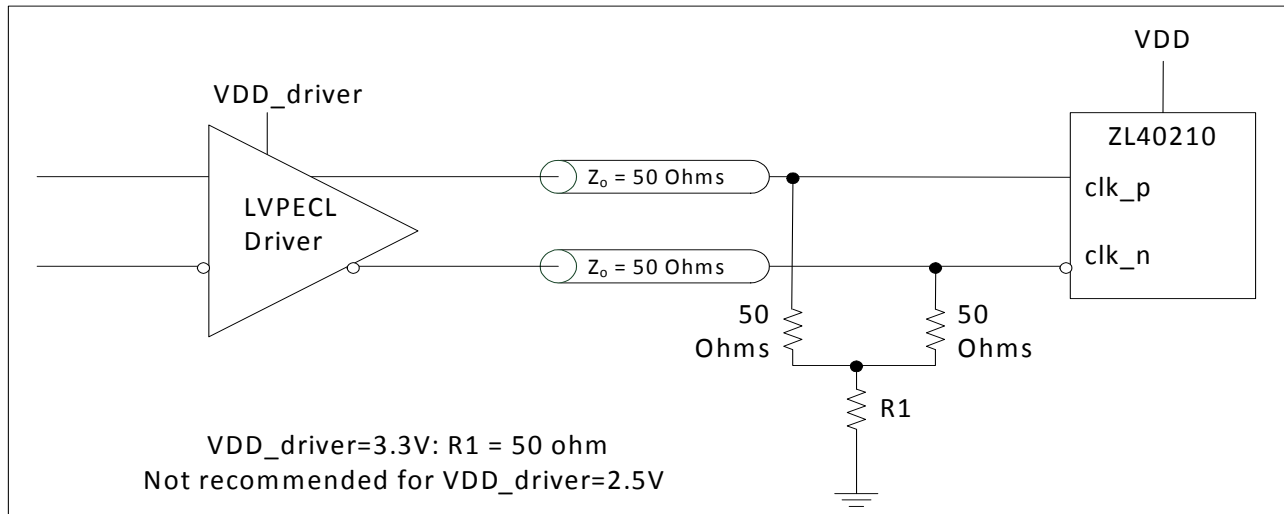 VDD
VDD_driver
ZL40210
Zₒ = 50 Ohms
clk_p
LVPECL
Driver
clk_n
Zₒ = 50 Ohms
50
Ohms
50
Ohms
R1
VDD_driver=3.3V: R1 = 50 ohm
Not recommended for VDD_driver=2.5V